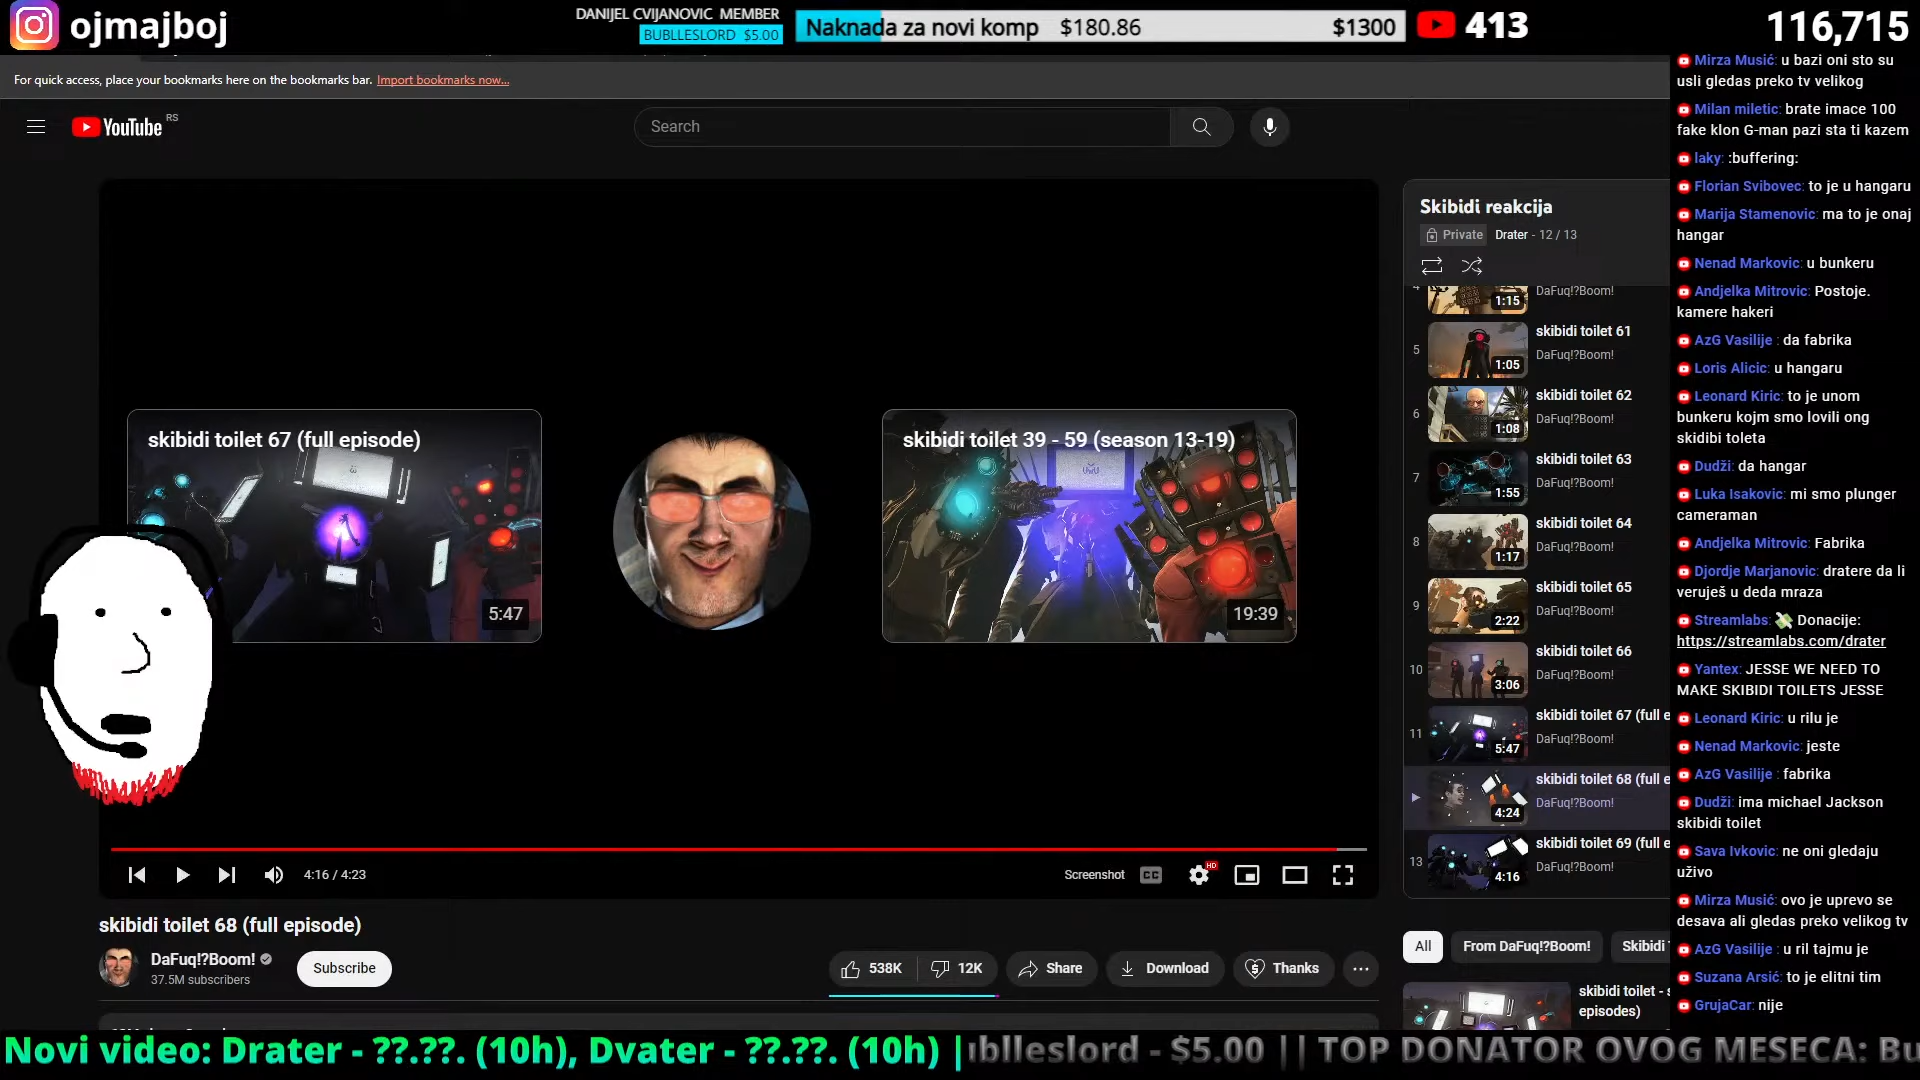 ojmajboj
DANIJEL CVIJANOVIC MEMBER
BUBLLESLORD $5.00
Naknada za novi komp $180.86 $1300
413
116,715
For quick access, place your bookmarks here on the bookmarks bar. Import bookmarks now...
YouTube RS
Search
skibidi toilet 67 (full episode)
5:47
skibidi toilet 39 - 59 (season 13-19)
19:39
4:16 / 4:23
Screenshot
CC
HD
skibidi toilet 68 (full episode)
DaFuq!?Boom!
37.5M subscribers
Subscribe
538K
12K
Share
Download
Thanks
Skibidi reakcija
Private Drater - 12 / 13
DaFuq!?Boom!
1:15
5
skibidi toilet 61
DaFuq!?Boom!
1:05
6
skibidi toilet 62
DaFuq!?Boom!
1:08
7
skibidi toilet 63
DaFuq!?Boom!
1:55
8
skibidi toilet 64
DaFuq!?Boom!
1:17
9
skibidi toilet 65
DaFuq!?Boom!
2:22
10
skibidi toilet 66
DaFuq!?Boom!
3:06
11
skibidi toilet 67 (full e
DaFuq!?Boom!
5:47
skibidi toilet 68 (full e
DaFuq!?Boom!
4:24
13
skibidi toilet 69 (full e
DaFuq!?Boom!
4:16
All
From DaFuq!?Boom!
Skibidi
skibidi toilet - s
episodes)
Mirza Musić: u bazi oni sto su
usli gledas preko tv velikog
Milan miletic: brate imace 100
fake klon G-man pazi sta ti kazem
laky: :buffering:
Florian Svibovec: to je u hangaru
Marija Stamenovic: ma to je onaj
hangar
Nenad Markovic: u bunkeru
Andjelka Mitrovic: Postoje.
kamere hakeri
AzG Vasilije : da fabrika
Loris Alicic: u hangaru
Leonard Kiric: to je unom
bunkeru kojm smo lovili ong
skidibi toleta
Dudži: da hangar
Luka Isakovic: mi smo plunger
cameraman
Andjelka Mitrovic: Fabrika
Djordje Marjanovic: dratere da li
veruješ u deda mraza
Streamlabs: 💸 Donacije:
https://streamlabs.com/drater
Yantex: JESSE WE NEED TO
MAKE SKIBIDI TOILETS JESSE
Leonard Kiric: u rilu je
Nenad Markovic: jeste
AzG Vasilije : fabrika
Dudži: ima michael Jackson
skibidi toilet
Sava Ivkovic: ne oni gledaju
uživo
Mirza Musić: ovo je uprevo se
desava ali gledas preko velikog tv
AzG Vasilije : u ril tajmu je
Suzana Arsić: to je elitni tim
GrujaCar: nije
Novi video: Drater - ??.??. (10h), Dvater - ??.??. (10h) | ublleslord - $5.00 || TOP DONATOR OVOG MESECA: Bu